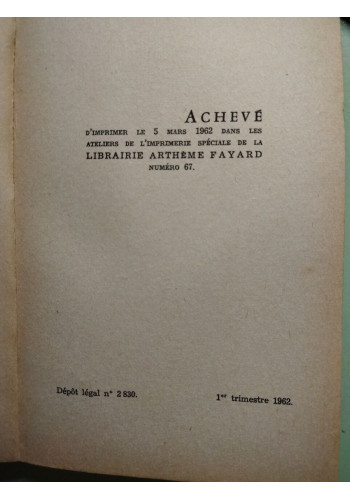 ACHEVÉ
D'IMPRIMER LE 5 MARS 1962 DANS LES
ATELIERS DE L'IMPRIMERIE SPÉCIALE DE LA
LIBRAIRIE ARTHÈME FAYARD
NUMÉRO 67.
Dépôt légal n° 2 830.
1er trimestre 1962.